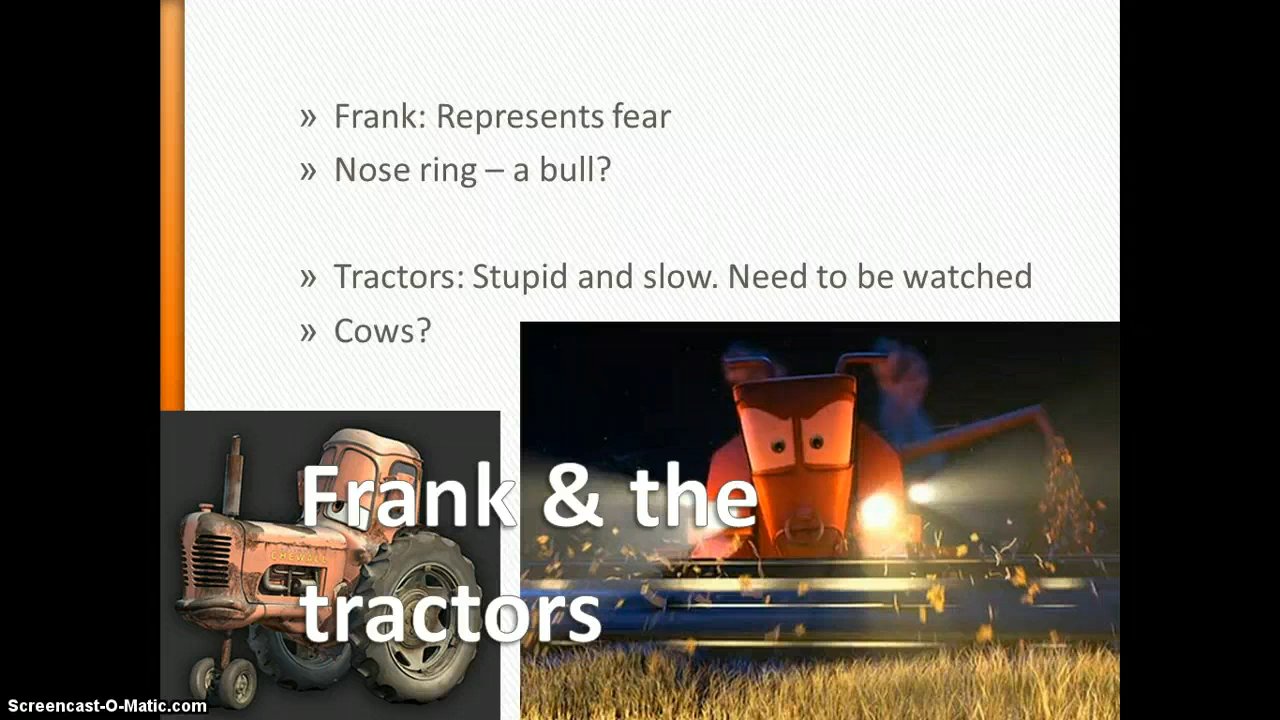 » Frank: Represents fear
» Nose ring – a bull?
» Tractors: Stupid and slow. Need to be watched
» Cows?
CHEWALL
Frank & the
tractors
Screencast-O-Matic.com